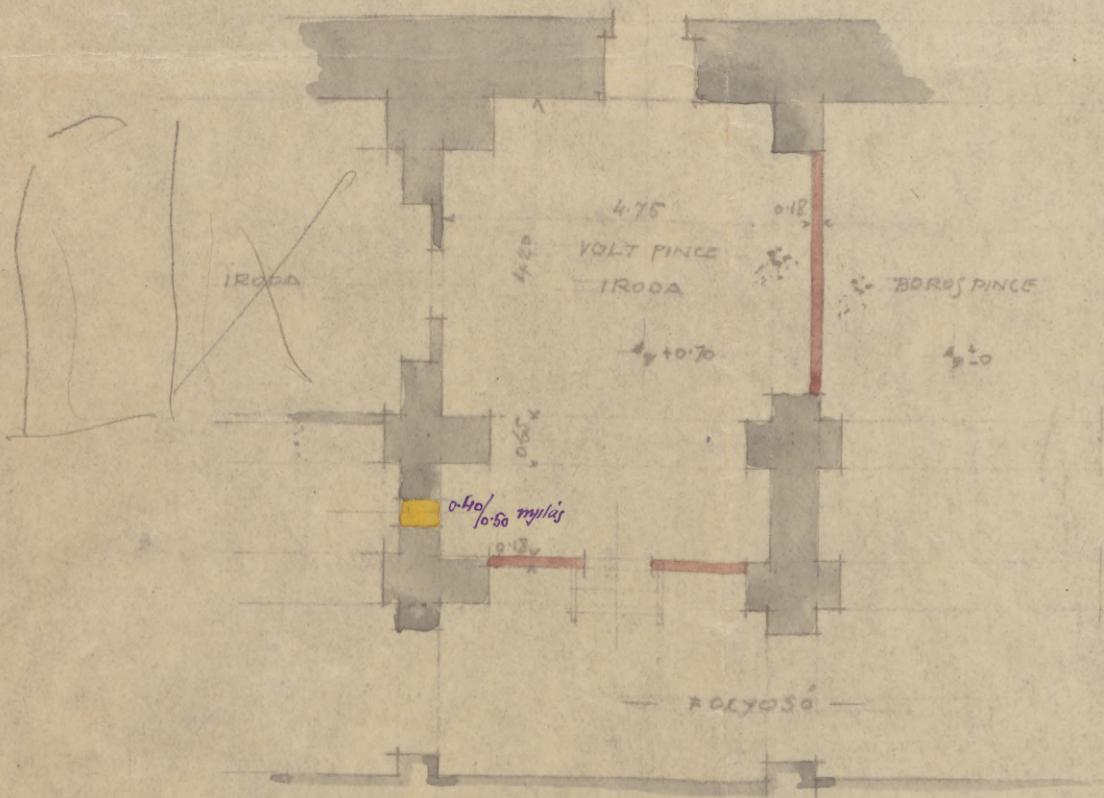 4.75
0.18
VOLT PINCE
IRODA
4.20
IRODA
BOROS PINCE
+0.70
±0
0.65
0.50/0.40 nyilás
0.18
— FOLYOSÓ —